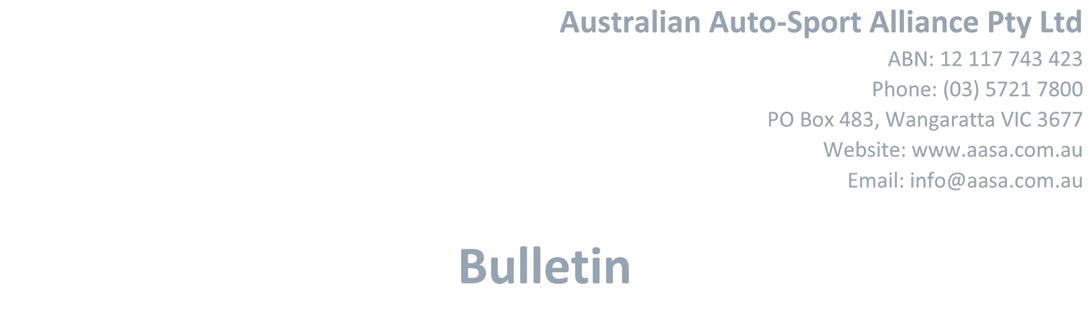 Australian Auto-Sport Alliance Pty Ltd
ABN: 12 117 743 423
Phone: (03) 5721 7800
PO Box 483, Wangaratta VIC 3677
Website: www.aasa.com.au
Email: info@aasa.com.au
Bulletin